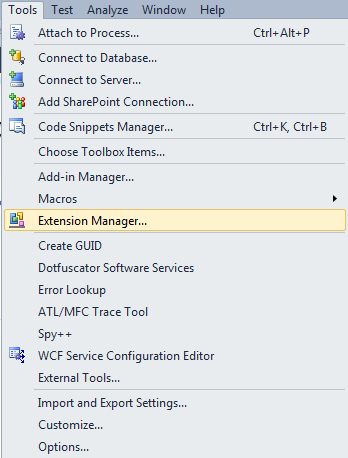 Tools Test Analyze Window Help
Attach to Process... Ctrl+Alt+P
Connect to Database...
Connect to Server...
Add SharePoint Connection...
Code Snippets Manager... Ctrl+K, Ctrl+B
Choose Toolbox Items...
Add-in Manager...
Macros
Extension Manager...
Create GUID
Dotfuscator Software Services
Error Lookup
ATL/MFC Trace Tool
Spy++
WCF Service Configuration Editor
External Tools...
Import and Export Settings...
Customize...
Options...